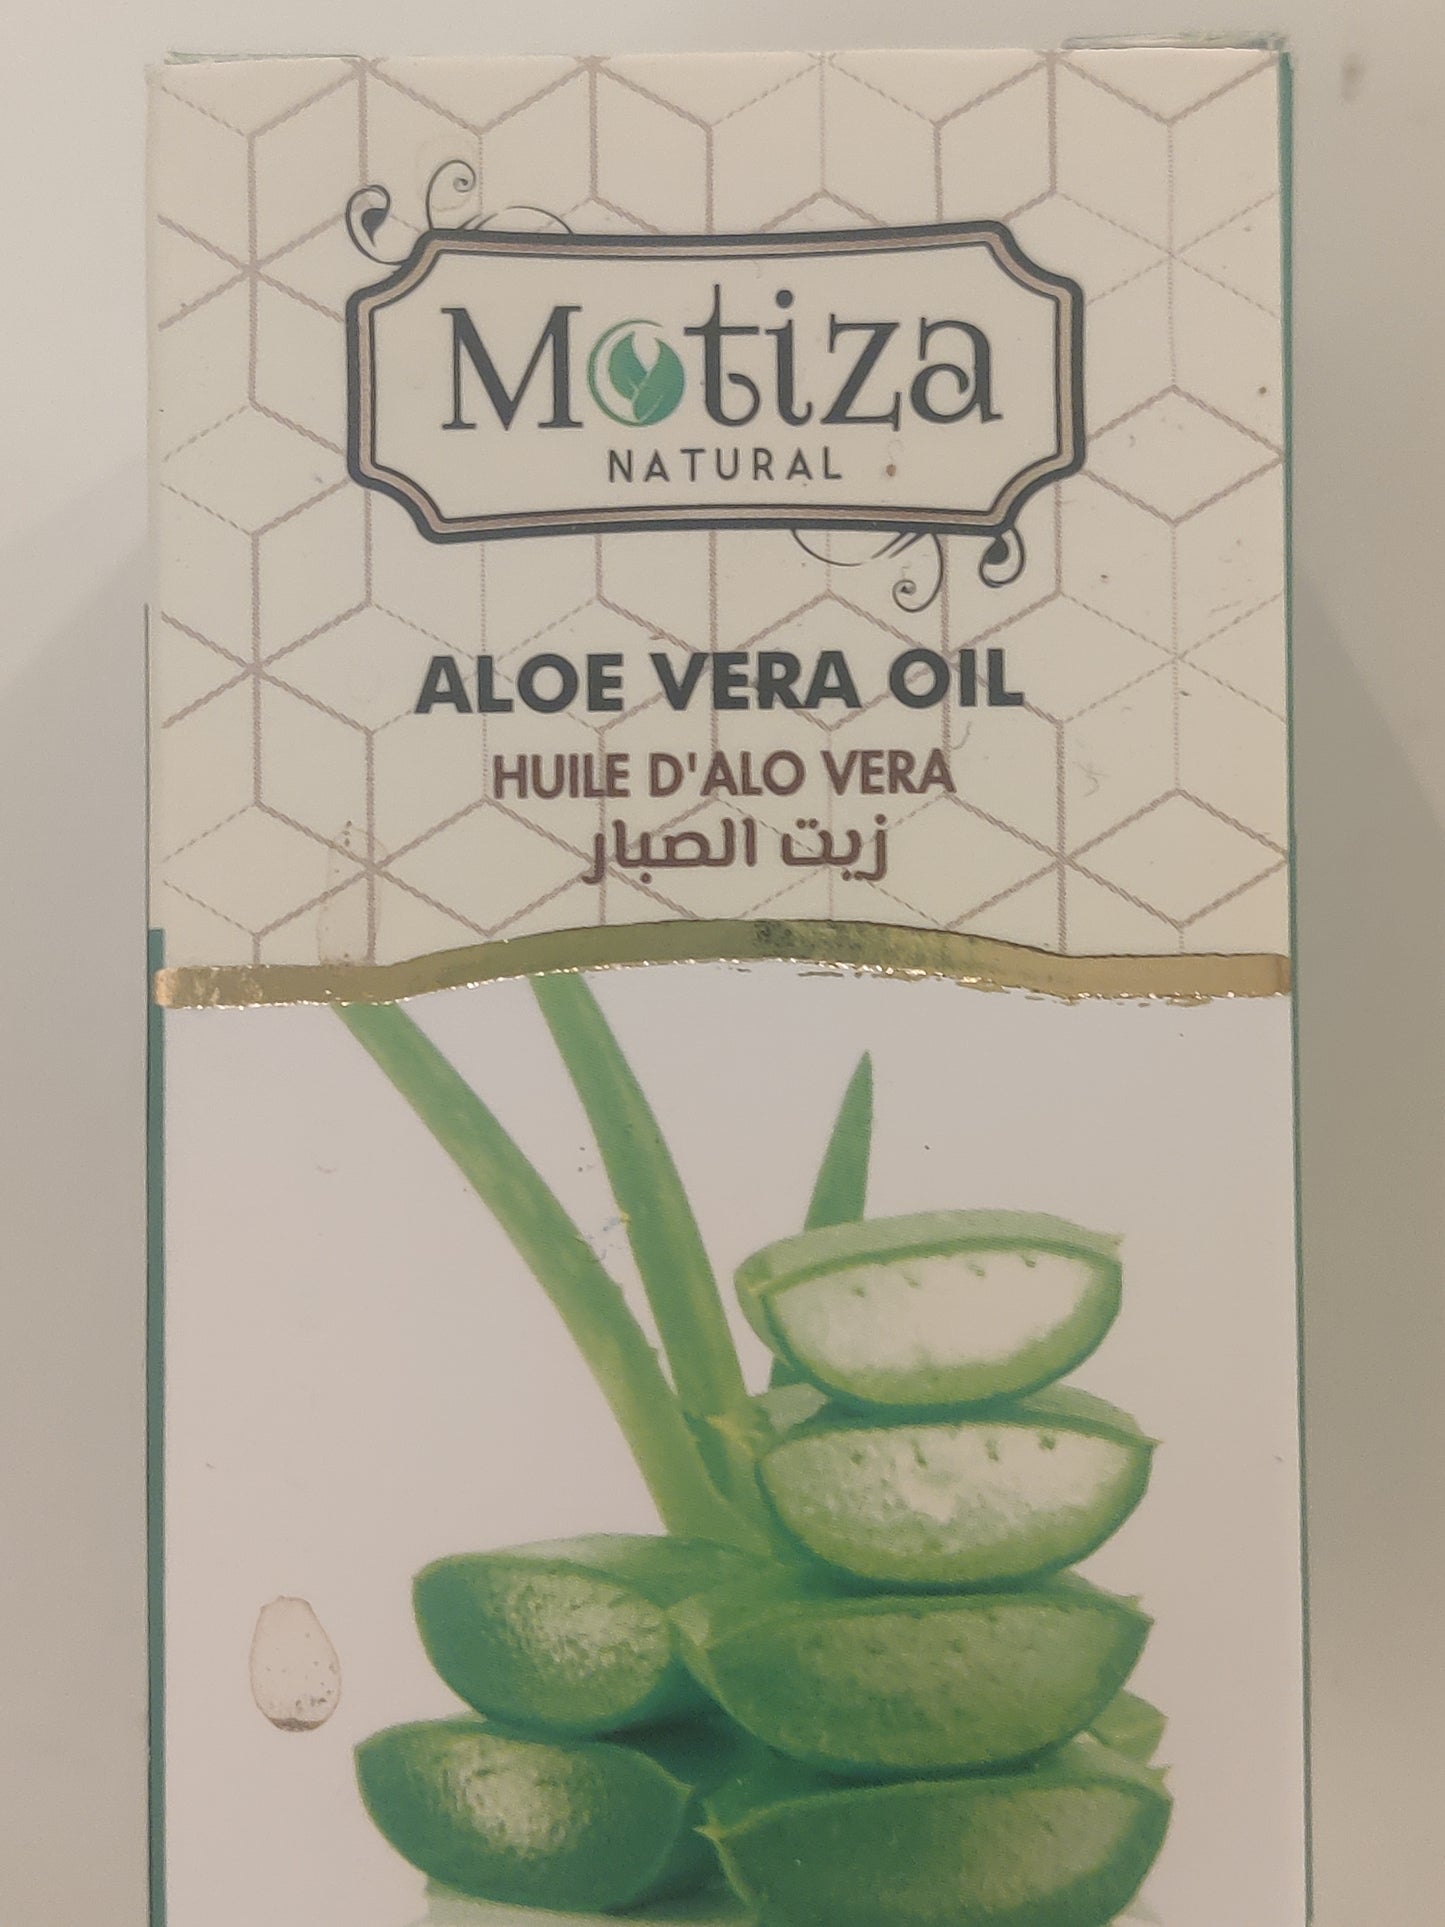 Motiza
NATURAL
ALOE VERA OIL
HUILE D'ALO VERA
زيت الصبار